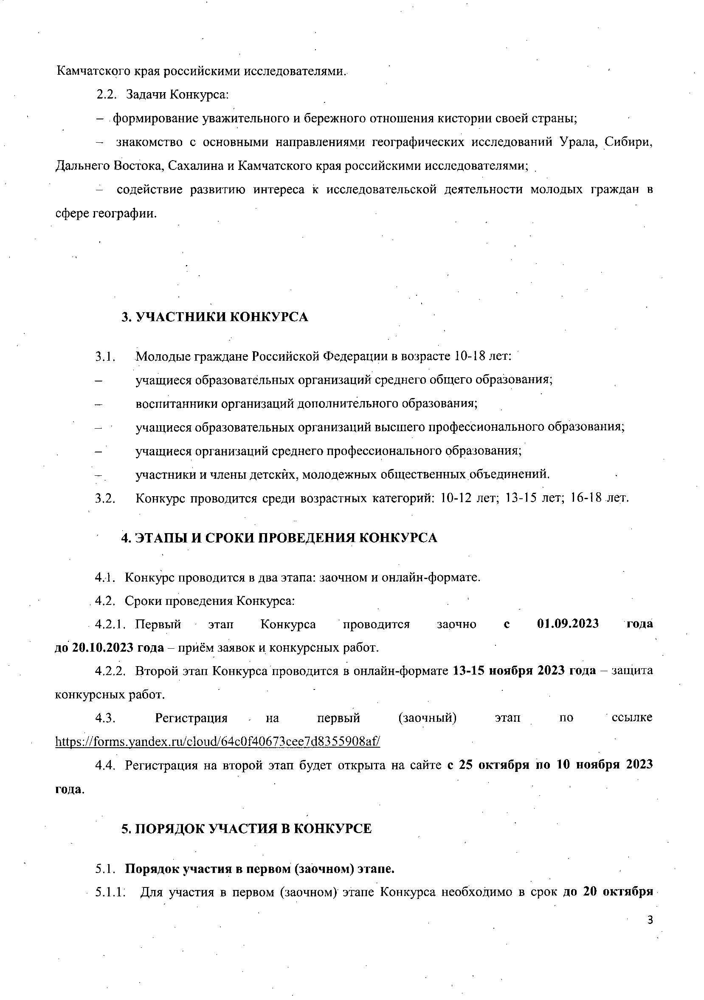 Камчатского края российскими исследователями.
2.2. Задачи Конкурса:
– формирование уважительного и бережного отношения кистории своей страны;
– знакомство с основными направлениями географических исследований Урала, Сибири,
Дальнего Востока, Сахалина и Камчатского края российскими исследователями;
– содействие развитию интереса к исследовательской деятельности молодых граждан в
сфере географии.
3. УЧАСТНИКИ КОНКУРСА
3.1. Молодые граждане Российской Федерации в возрасте 10-18 лет:
– учащиеся образовательных организаций среднего общего образования;
– воспитанники организаций дополнительного образования;
– учащиеся образовательных организаций высшего профессионального образования;
– учащиеся организаций среднего профессионального образования;
– участники и члены детских, молодежных общественных объединений.
3.2. Конкурс проводится среди возрастных категорий: 10-12 лет; 13-15 лет; 16-18 лет.
4. ЭТАПЫ И СРОКИ ПРОВЕДЕНИЯ КОНКУРСА
4.1. Конкурс проводится в два этапа: заочном и онлайн-формате.
4.2. Сроки проведения Конкурса:
4.2.1. Первый этап Конкурса проводится заочно с 01.09.2023 года
до 20.10.2023 года – приём заявок и конкурсных работ.
4.2.2. Второй этап Конкурса проводится в онлайн-формате 13-15 ноября 2023 года – защита
конкурсных работ.
4.3. Регистрация на первый (заочный) этап по ссылке
https://forms.yandex.ru/cloud/64c0f40673cee7d8355908af/
4.4. Регистрация на второй этап будет открыта на сайте с 25 октября по 10 ноября 2023
года.
5. ПОРЯДОК УЧАСТИЯ В КОНКУРСЕ
5.1. Порядок участия в первом (заочном) этапе.
5.1.1. Для участия в первом (заочном) этапе Конкурса необходимо в срок до 20 октября
3